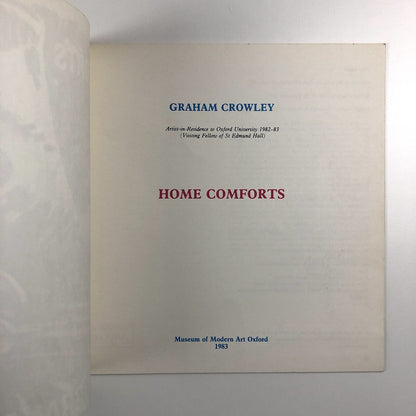 GRAHAM CROWLEY
Artist-in-Residence to Oxford University 1982–83
(Visiting Fellow of St Edmund Hall)
HOME COMFORTS
Museum of Modern Art Oxford
1983